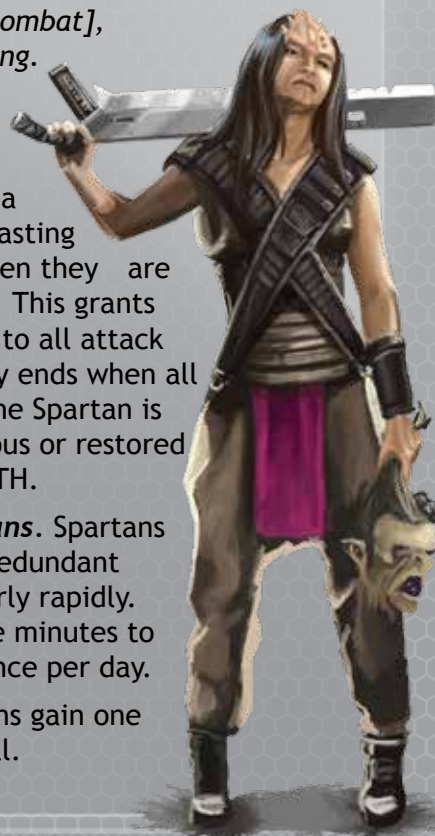 ombat],
ng.
a
asting
en they are
This grants
to all attack
y ends when all
he Spartan is
ous or restored
TH.
ns. Spartans
edundant
rly rapidly.
e minutes to
nce per day.
ns gain one
l.